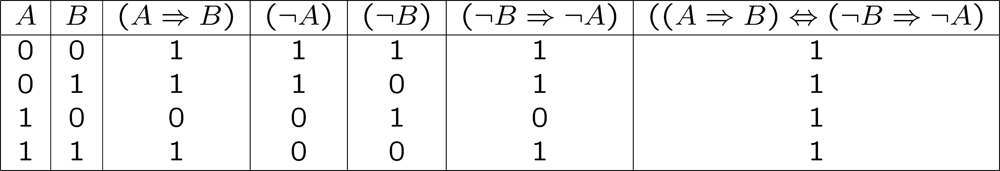 A B (A ⇒ B) (¬A) (¬B) (¬B ⇒ ¬A) ((A ⇒ B) ⇔ (¬B ⇒ ¬A)
0 0 1 1 1 1 1
0 1 1 1 0 1 1
1 0 0 0 1 0 1
1 1 1 0 0 1 1